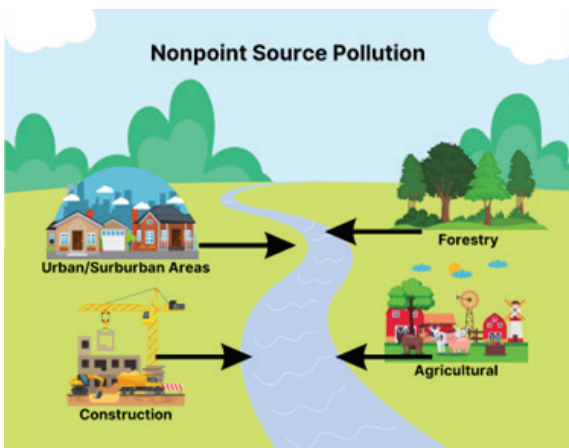 Nonpoint Source Pollution
Urban/Surburban Areas
Forestry
Construction
Agricultural